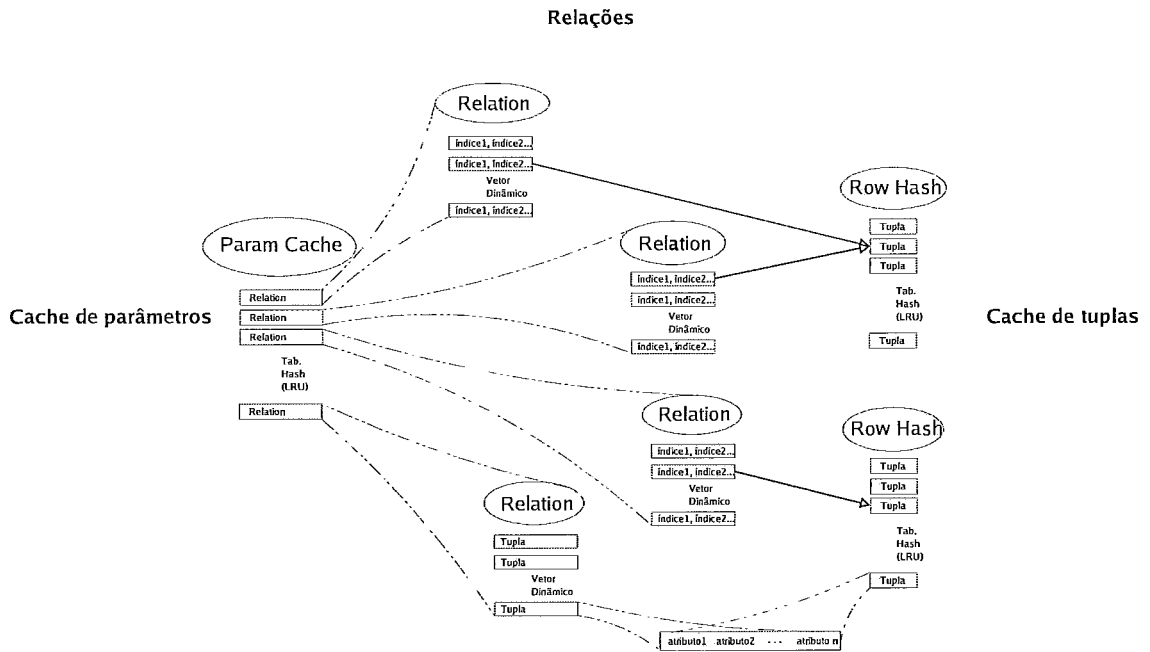 Relações
Relation
índice1, índice2...
índice1, índice2...
Vetor
Dinâmico
índice1, índice2...
Row Hash
Tupla
Tupla
Tupla
Tab.
Hash
(LRU)
Tupla
Param Cache
Relation
Relation
Relation
Tab.
Hash
(LRU)
Relation
Relation
índice1, índice2...
índice1, índice2...
Vetor
Dinâmico
índice1, índice2...
Cache de parâmetros
Cache de tuplas
Relation
índice1, índice2...
índice1, índice2...
Vetor
Dinâmico
índice1, índice2...
Row Hash
Tupla
Tupla
Tupla
Tab.
Hash
(LRU)
Tupla
Relation
Tupla
Tupla
Vetor
Dinâmico
Tupla
atributo1 atributo2 ... atributo n